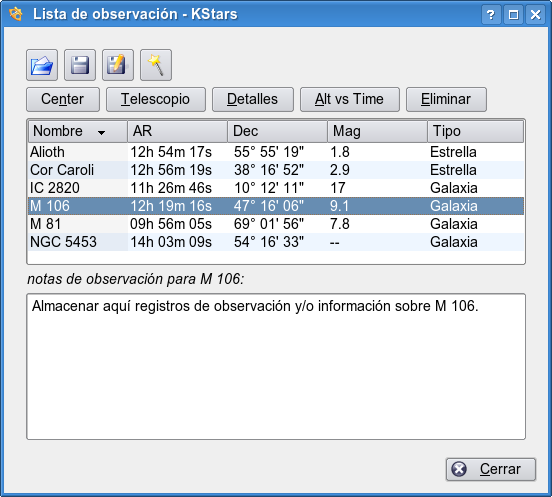 Lista de observación - KStars
Center Telescopio Detalles Alt vs Time Eliminar
Nombre AR Dec Mag Tipo
Alioth 12h 54m 17s 55° 55' 19" 1.8 Estrella
Cor Caroli 12h 56m 19s 38° 16' 52" 2.9 Estrella
IC 2820 11h 26m 46s 10° 12' 11" 17 Galaxia
M 106 12h 19m 16s 47° 16' 06" 9.1 Galaxia
M 81 09h 56m 05s 69° 01' 56" 7.8 Galaxia
NGC 5453 14h 03m 09s 54° 16' 33" -- Galaxia
notas de observación para M 106:
Almacenar aquí registros de observación y/o información sobre M 106.
Cerrar